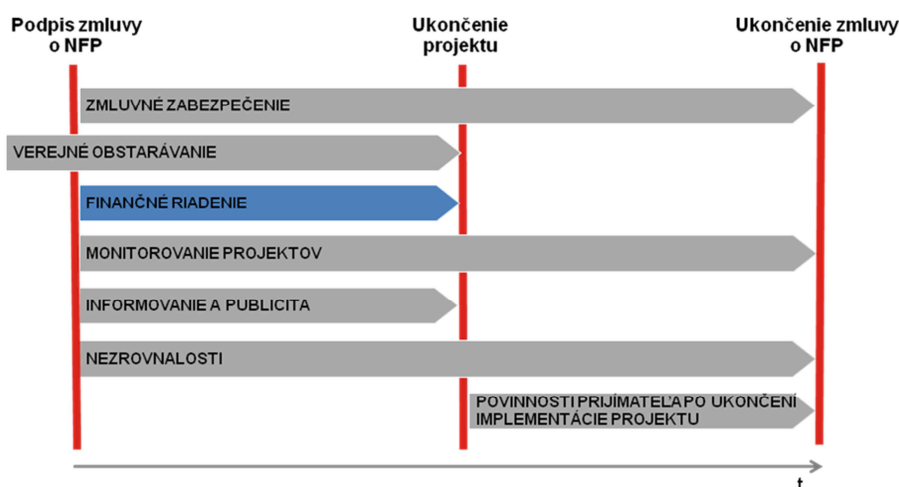 Podpis zmluvy
o NFP
Ukončenie
projektu
Ukončenie zmluvy
o NFP
ZMLUVNÉ ZABEZPEČENIE
VEREJNÉ OBSTARÁVANIE
FINANČNÉ RIADENIE
MONITOROVANIE PROJEKTOV
INFORMOVANIE A PUBLICITA
NEZROVNALOSTI
POVINNOSTI PRIJÍMATEĽA PO UKONČENÍ
IMPLEMENTÁCIE PROJEKTU
t